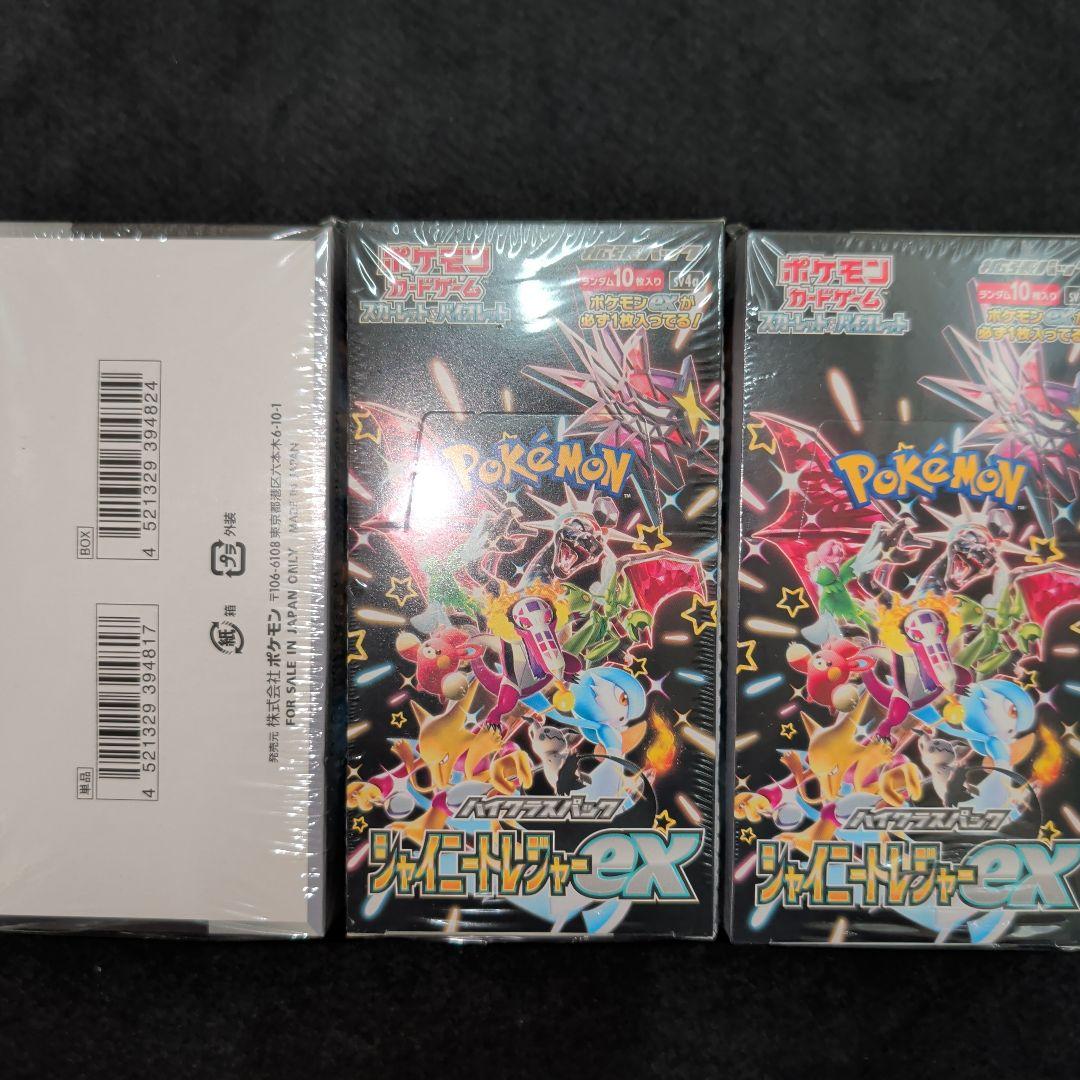 BOX
4 521329 394824
単品
4 521329 394817
プラ 外装
紙 箱
発売元 株式会社 ポケモン 〒106-6108 東京都港区六本木6-10-1
FOR SALE IN JAPAN ONLY MADE IN JAPAN
ポケモン
カードゲーム
スカーレット&バイオレット
拡張パック
ランダム10枚入り SV4a
ポケモンexが
必ず1枚入ってる!
POKéMON
TM
ハイクラスパック
シャイニートレジャーex
ポケモン
カードゲーム
スカーレット&バイオレット
ランダム10枚入り
ポケモンexが
必ず1枚入ってる
POKéMON
TM
ハイクラスパック
シャイニートレジャーex